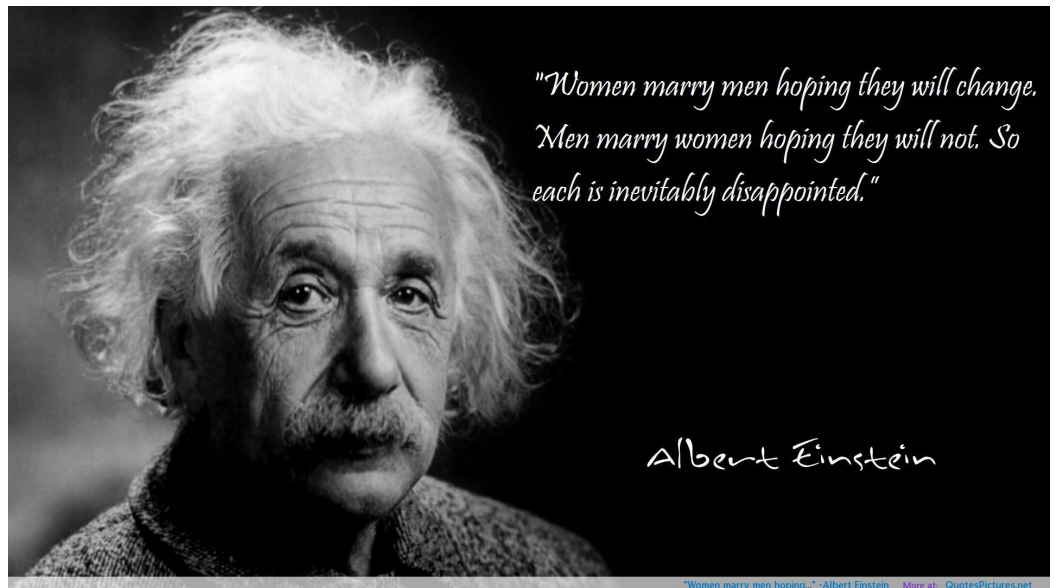 "Women marry men hoping they will change.
Men marry women hoping they will not. So
each is inevitably disappointed."
Albert Einstein
"Women marry men hoping..." -Albert Einstein More at: QuotesPictures.net